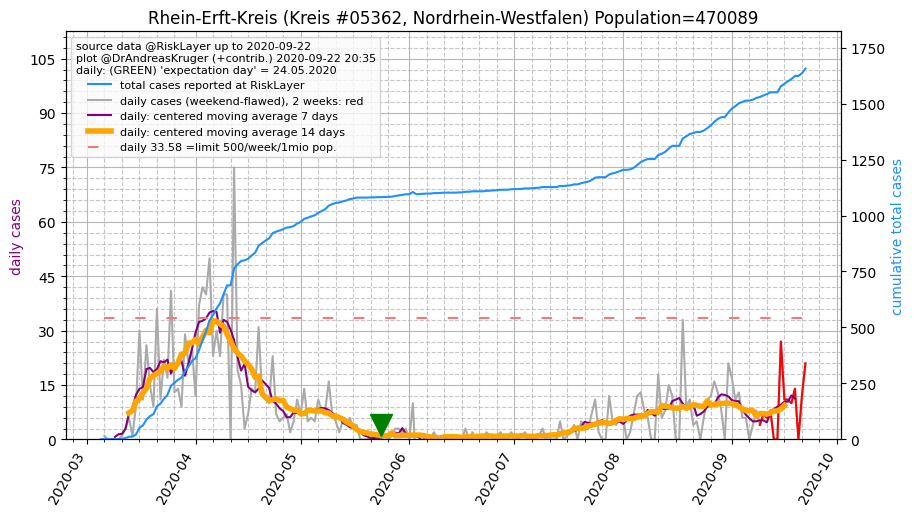 Rhein-Erft-Kreis (Kreis #05362, Nordrhein-Westfalen) Population=470089
source data @RiskLayer up to 2020-09-22
plot @DrAndreasKruger (+contrib.) 2020-09-22 20:35
daily: (GREEN) 'expectation day' = 24.05.2020
total cases reported at RiskLayer
daily cases (weekend-flawed), 2 weeks: red
daily: centered moving average 7 days
daily: centered moving average 14 days
daily 33.58 =limit 500/week/1mio pop.
daily cases
105
90
75
60
45
30
15
0
cumulative total cases
1750
1500
1250
1000
750
500
250
0
2020-03
2020-04
2020-05
2020-06
2020-07
2020-08
2020-09
2020-10